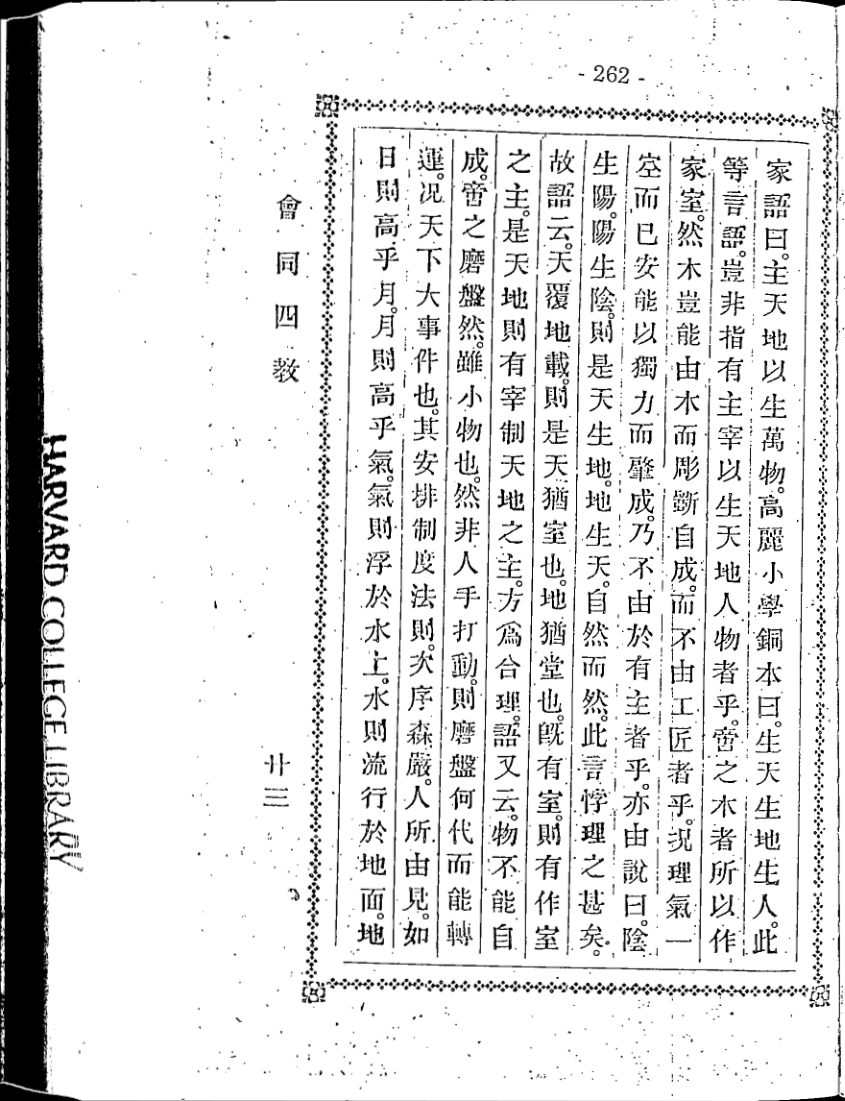 - 262 -
家語曰。主天地以生萬物。高麗小學銅本曰。生天生地生人。此
等言語。豈非指有主宰以生天地人物者乎。啻之木者所以作
家室。然木豈能由木而彫斵自成。而不由工匠者乎。況理氣一
空而已安能以獨力而肇成。乃不由於有主者乎。亦由說曰。陰
生陽。陽生陰。則是天生地。地生天。自然而然。此言悖理之甚矣。
故語云。天覆地載。則是天猶室也。地猶堂也。既有室。則有作室
之主。是天地則有宰制天地之主。方爲合理。語又云。物不能自
成。啻之磨盤然。雖小物也。然非人手打動。則磨盤何代而能轉
運。况天下大事件也。其安排制度法則。次序森嚴。人所由見。如
日則高乎月。月則高乎氣。氣則浮於水上。水則流行於地面。地
會同四教
廿三
HARVARD COLLEGE LIBRARY